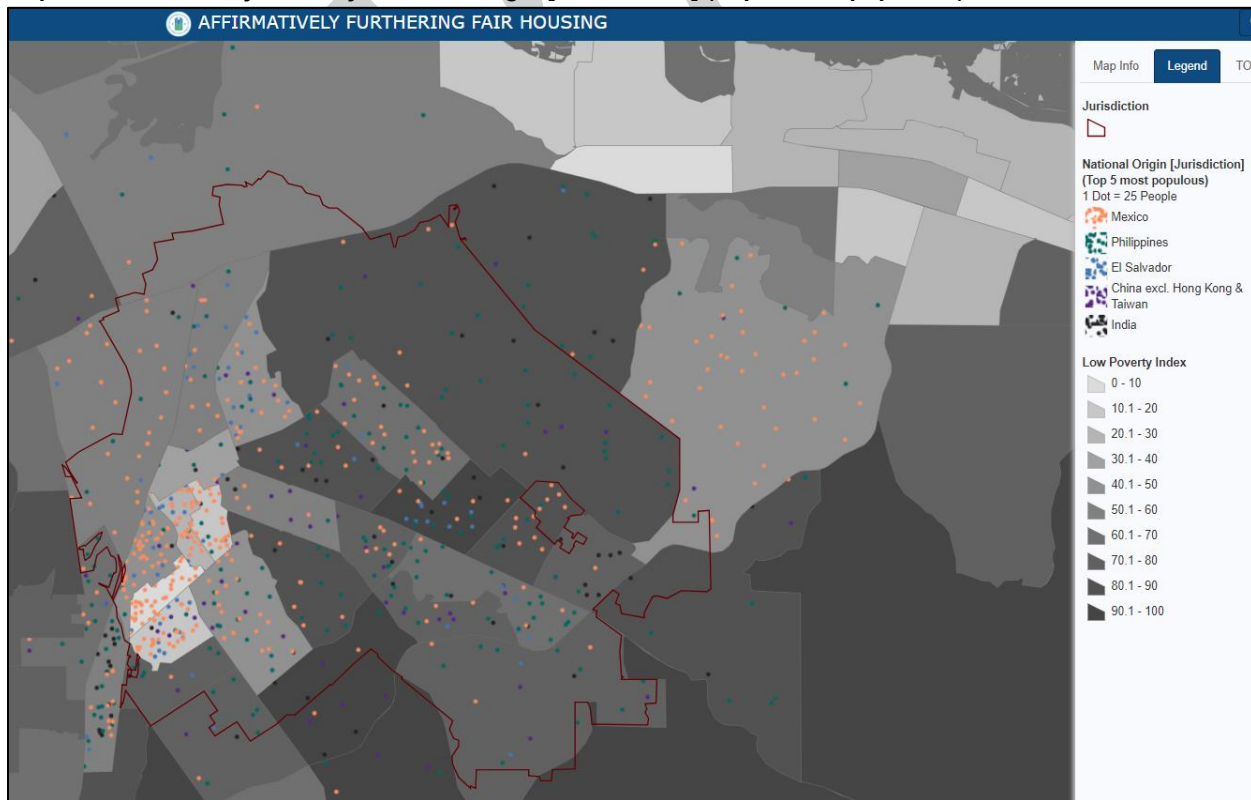 AFFIRMATIVELY FURTHERING FAIR HOUSING
Map Info Legend TO
Jurisdiction
National Origin [Jurisdiction]
(Top 5 most populous)
1 Dot = 25 People
Mexico
Philippines
El Salvador
China excl. Hong Kong &
Taiwan
India
Low Poverty Index
0 - 10
10.1 - 20
20.1 - 30
30.1 - 40
40.1 - 50
50.1 - 60
60.1 - 70
70.1 - 80
80.1 - 90
90.1 - 100